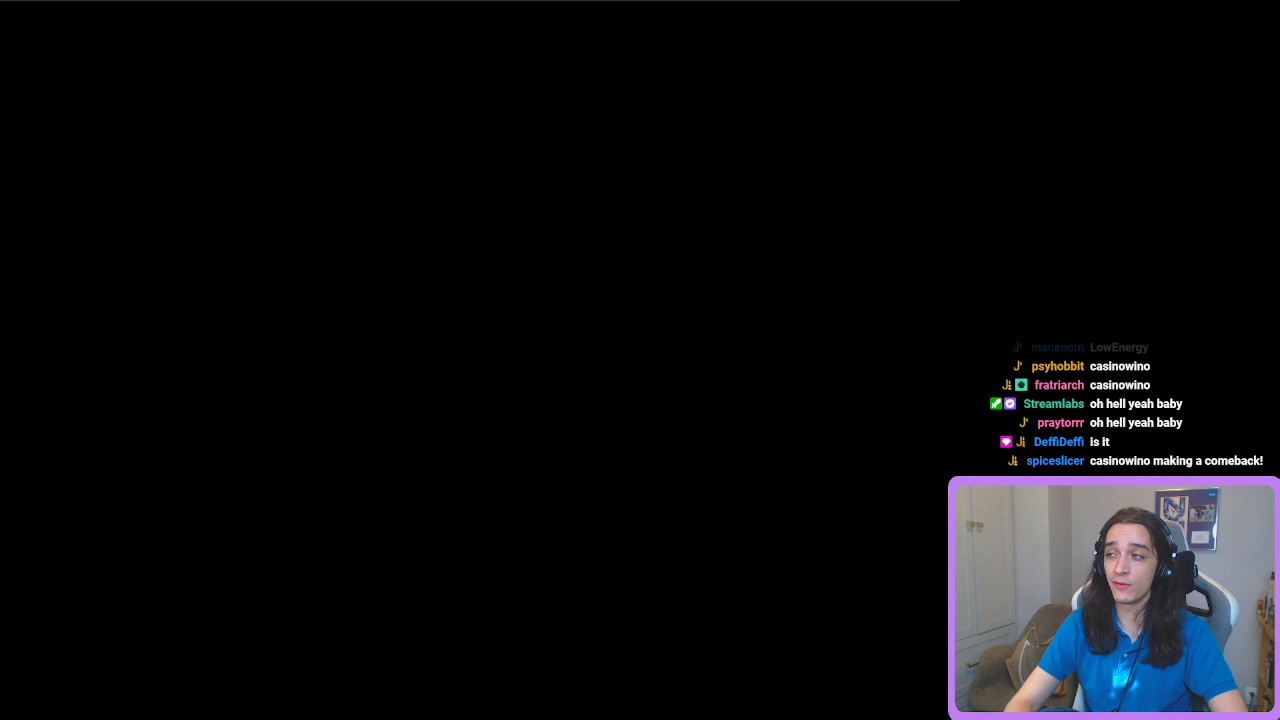 manenom LowEnergy
psyhobbit casinowino
fratriarch casinowino
Streamlabs oh hell yeah baby
praytorrr oh hell yeah baby
DeffiDeffi Is it
spiceslicer casinowino making a comeback!